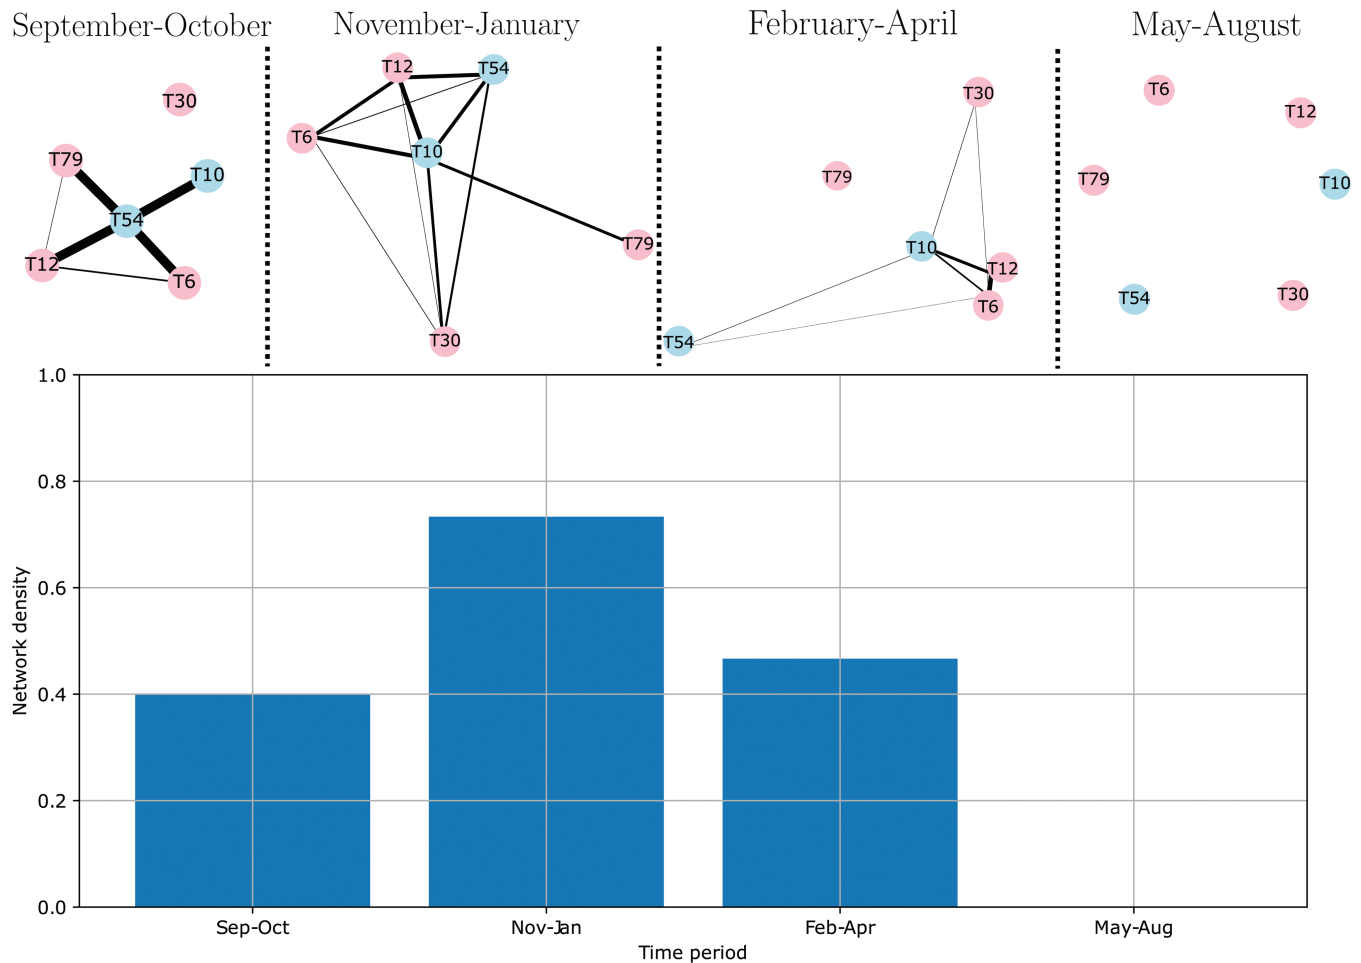 September-October
November-January
February-April
May-August
T30
T79
T10
T54
T12
T6
T12
T54
T6
T10
T79
T30
T30
T79
T10
T12
T6
T54
T6
T12
T79
T10
T54
T30
1.0
0.8
0.6
0.4
0.2
0.0
Network density
Sep-Oct
Nov-Jan
Feb-Apr
May-Aug
Time period